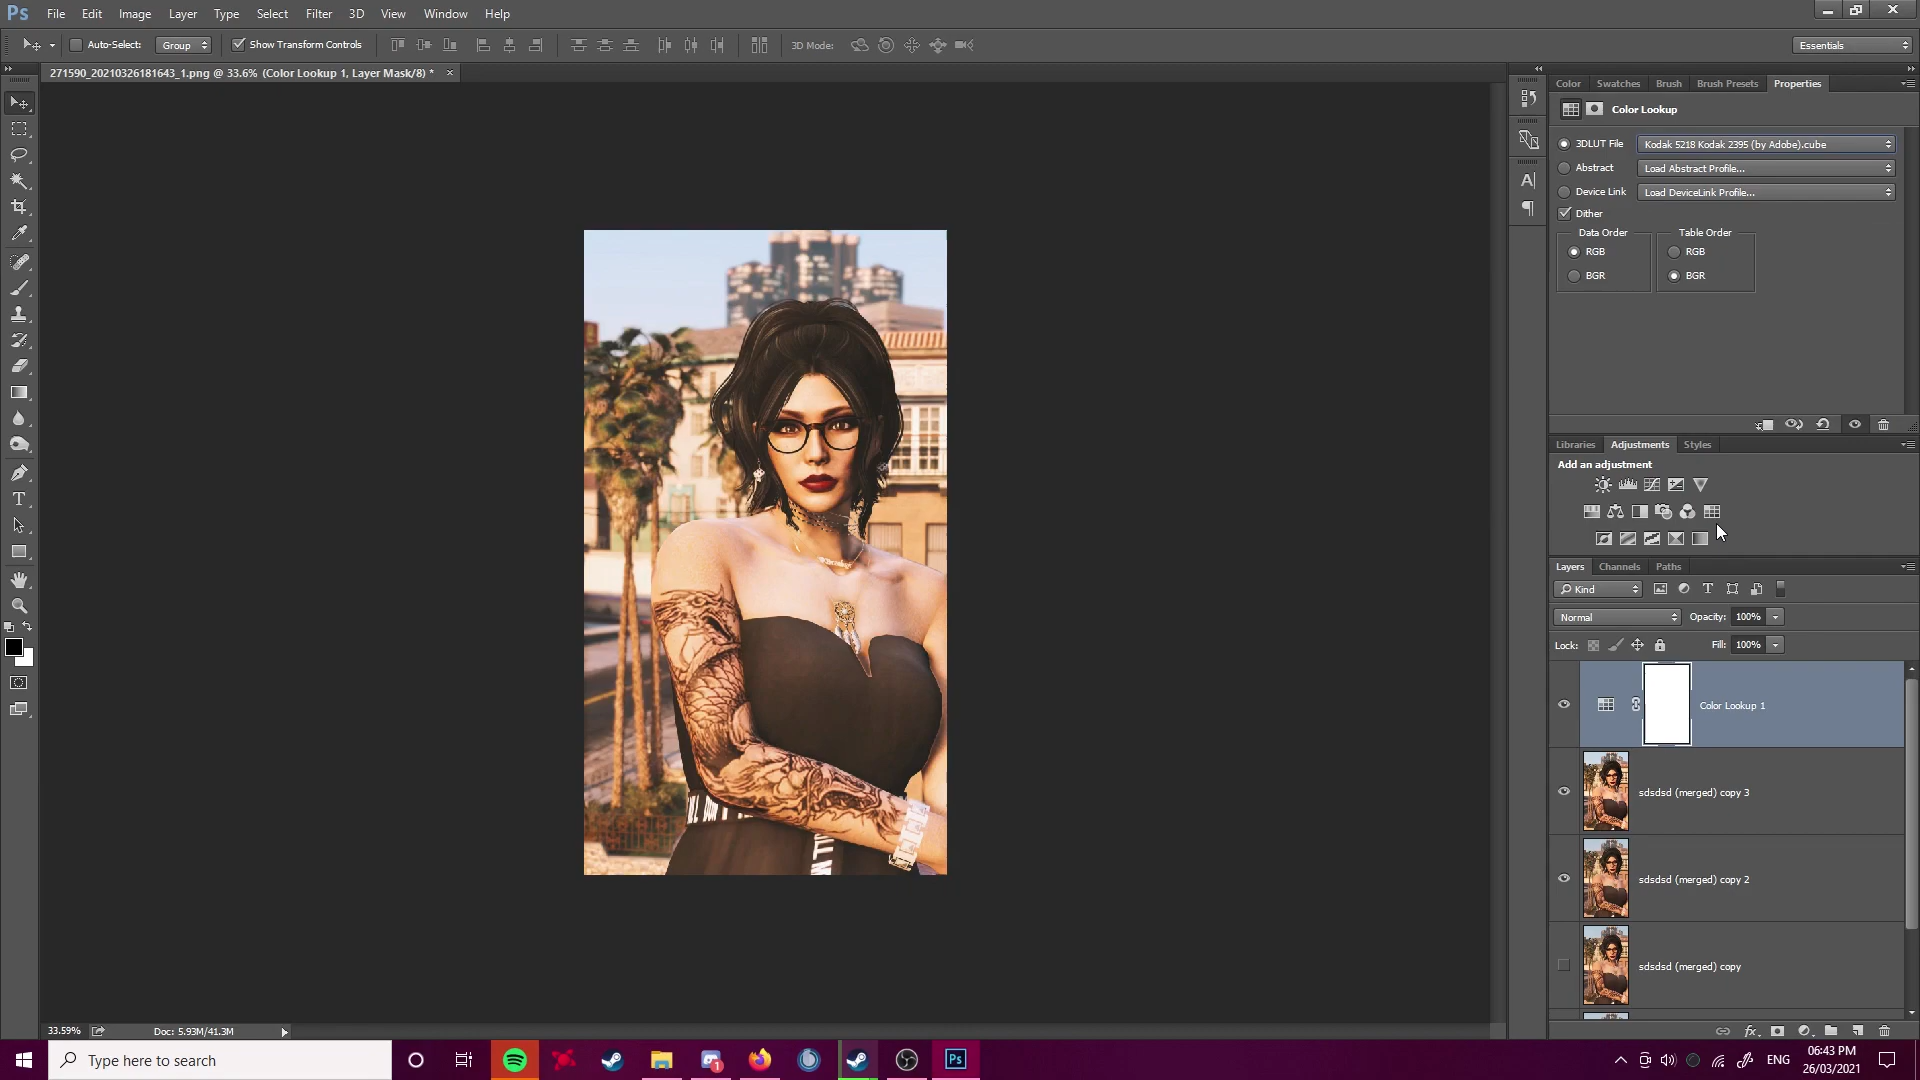 Ps File Edit Image Layer Type Select Filter 3D View Window Help
Auto-Select: Group Show Transform Controls 3D Mode: Essentials
271590_20210326181643_1.png @ 33.6% (Color Lookup 1, Layer Mask/8) *
Color Swatches Brush Brush Presets Properties
Color Lookup
3DLUT File Kodak 5218 Kodak 2395 (by Adobe).cube
Abstract Load Abstract Profile...
Device Link Load DeviceLink Profile...
Dither
Data Order Table Order
RGB RGB
BGR BGR
Libraries Adjustments Styles
Add an adjustment
Layers Channels Paths
Kind
Normal Opacity: 100%
Lock: Fill: 100%
Color Lookup 1
sdsdsd (merged) copy 3
sdsdsd (merged) copy 2
sdsdsd (merged) copy
33.59% Doc: 5.93M/41.3M
Type here to search
1
Ps
ENG
06:43 PM
26/03/2021